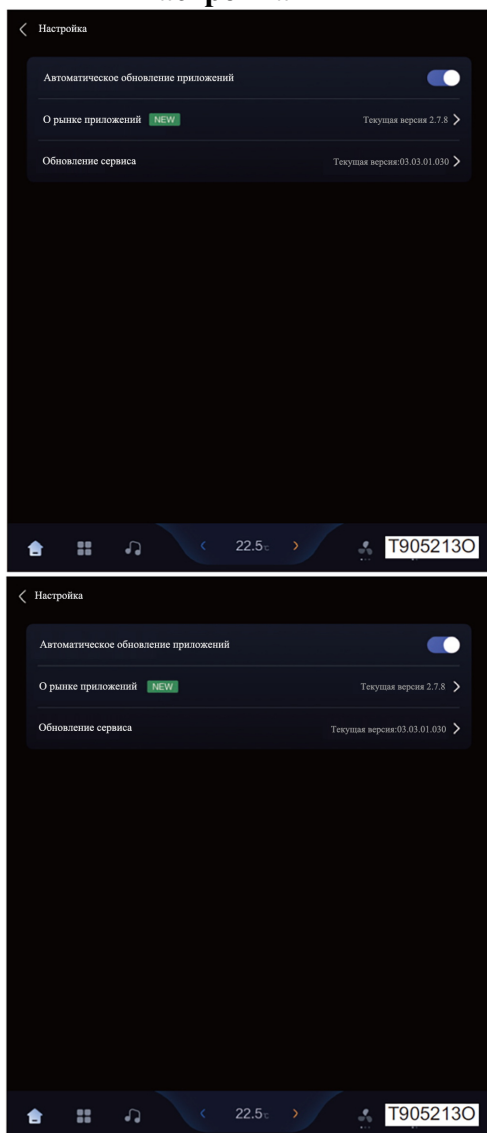 Настройка
Автоматическое обновление приложений
О рынке приложений NEW Текущая версия 2.7.8
Обновление сервиса Текущая версия:03.03.01.030
22.5℃
T905213O
Настройка
Автоматическое обновление приложений
О рынке приложений NEW Текущая версия 2.7.8
Обновление сервиса Текущая версия:03.03.01.030
22.5℃
T905213O